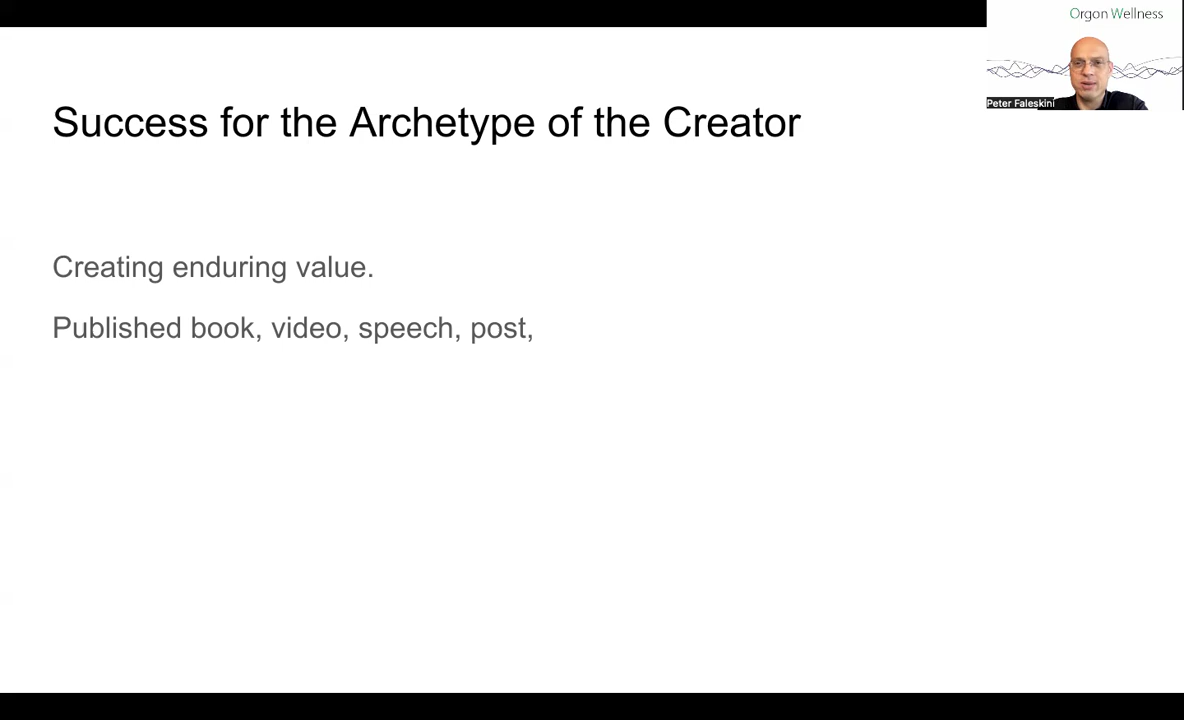 Orgon Wellness
Peter Faleskini
Success for the Archetype of the Creator
Creating enduring value.
Published book, video, speech, post,